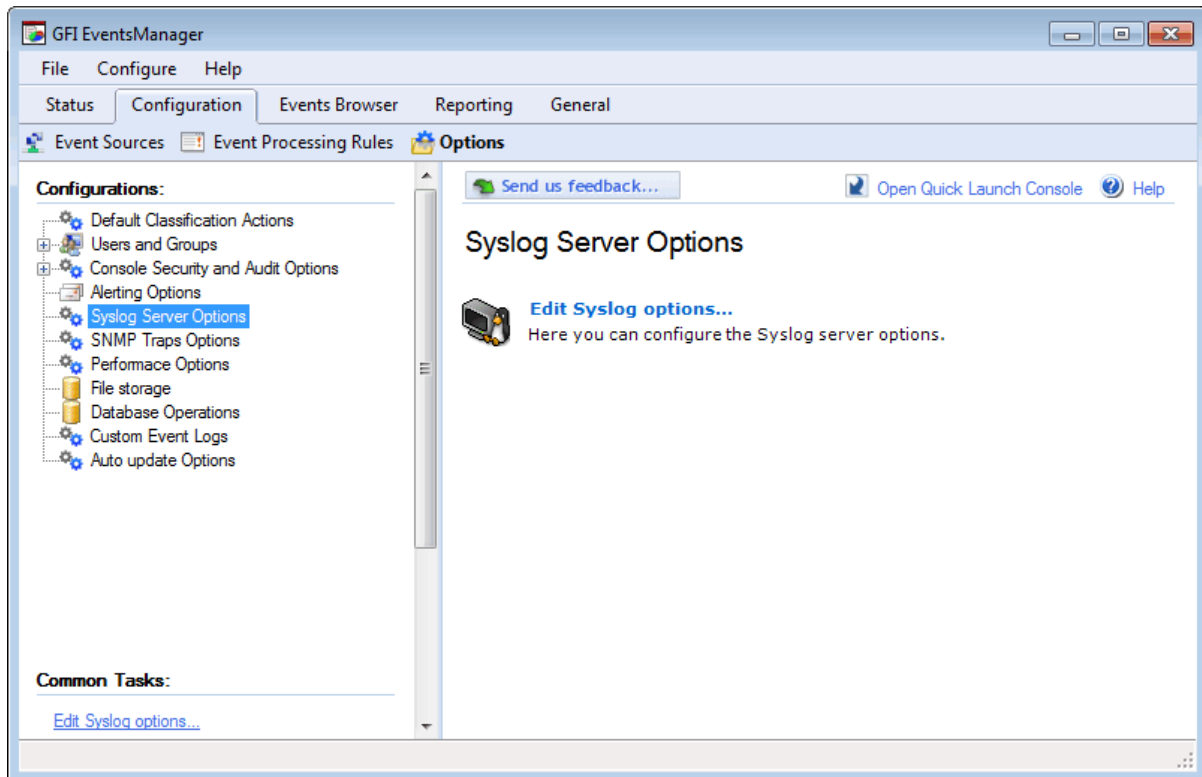 GFI EventsManager
File Configure Help
Status Configuration Events Browser Reporting General
Event Sources Event Processing Rules Options
Configurations:
Default Classification Actions
Users and Groups
Console Security and Audit Options
Alerting Options
Syslog Server Options
SNMP Traps Options
Performace Options
File storage
Database Operations
Custom Event Logs
Auto update Options
Common Tasks:
Edit Syslog options...
Send us feedback... Open Quick Launch Console Help
Syslog Server Options
Edit Syslog options...
Here you can configure the Syslog server options.